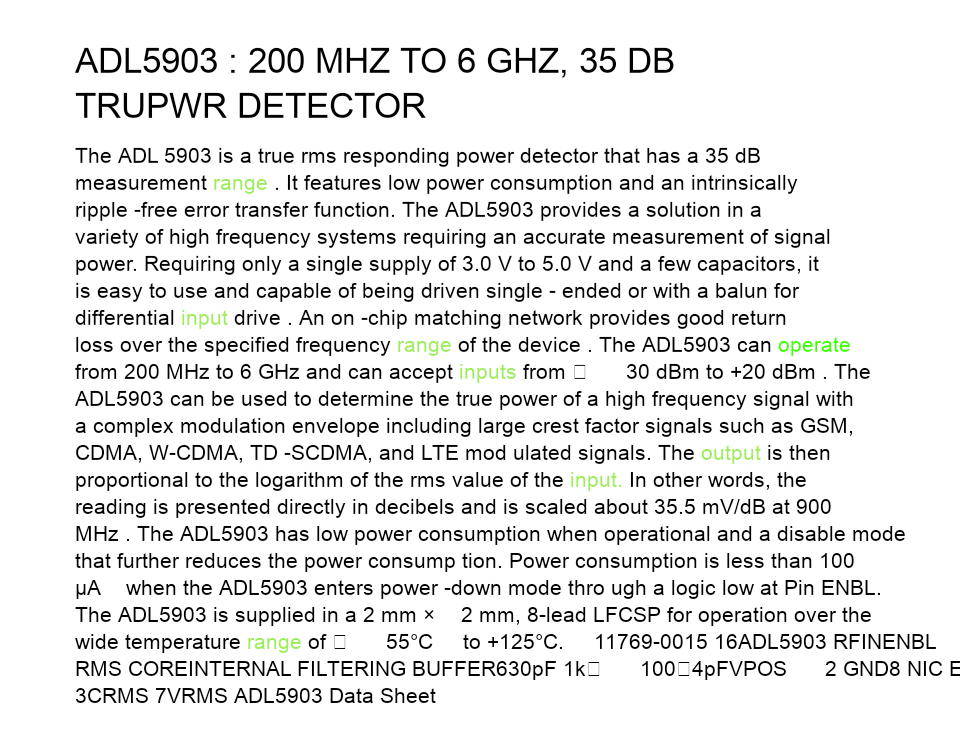 ADL5903 : 200 MHZ TO 6 GHZ, 35 DB
TRUPWR DETECTOR
The ADL 5903 is a true rms responding power detector that has a 35 dB
measurement range . It features low power consumption and an intrinsically
ripple -free error transfer function. The ADL5903 provides a solution in a
variety of high frequency systems requiring an accurate measurement of signal
power. Requiring only a single supply of 3.0 V to 5.0 V and a few capacitors, it
is easy to use and capable of being driven single - ended or with a balun for
differential input drive . An on -chip matching network provides good return
loss over the specified frequency range of the device . The ADL5903 can operate
from 200 MHz to 6 GHz and can accept inputs from □ 30 dBm to +20 dBm . The
ADL5903 can be used to determine the true power of a high frequency signal with
a complex modulation envelope including large crest factor signals such as GSM,
CDMA, W-CDMA, TD -SCDMA, and LTE mod ulated signals. The output is then
proportional to the logarithm of the rms value of the input. In other words, the
reading is presented directly in decibels and is scaled about 35.5 mV/dB at 900
MHz . The ADL5903 has low power consumption when operational and a disable mode
that further reduces the power consump tion. Power consumption is less than 100
µA when the ADL5903 enters power -down mode thro ugh a logic low at Pin ENBL.
The ADL5903 is supplied in a 2 mm × 2 mm, 8-lead LFCSP for operation over the
wide temperature range of □ 55°C to +125°C. 11769-0015 16ADL5903 RFINENBL
RMS COREINTERNAL FILTERING BUFFER630pF 1k□ 100□4pFVPOS 2 GND8 NIC E
3CRMS 7VRMS ADL5903 Data Sheet